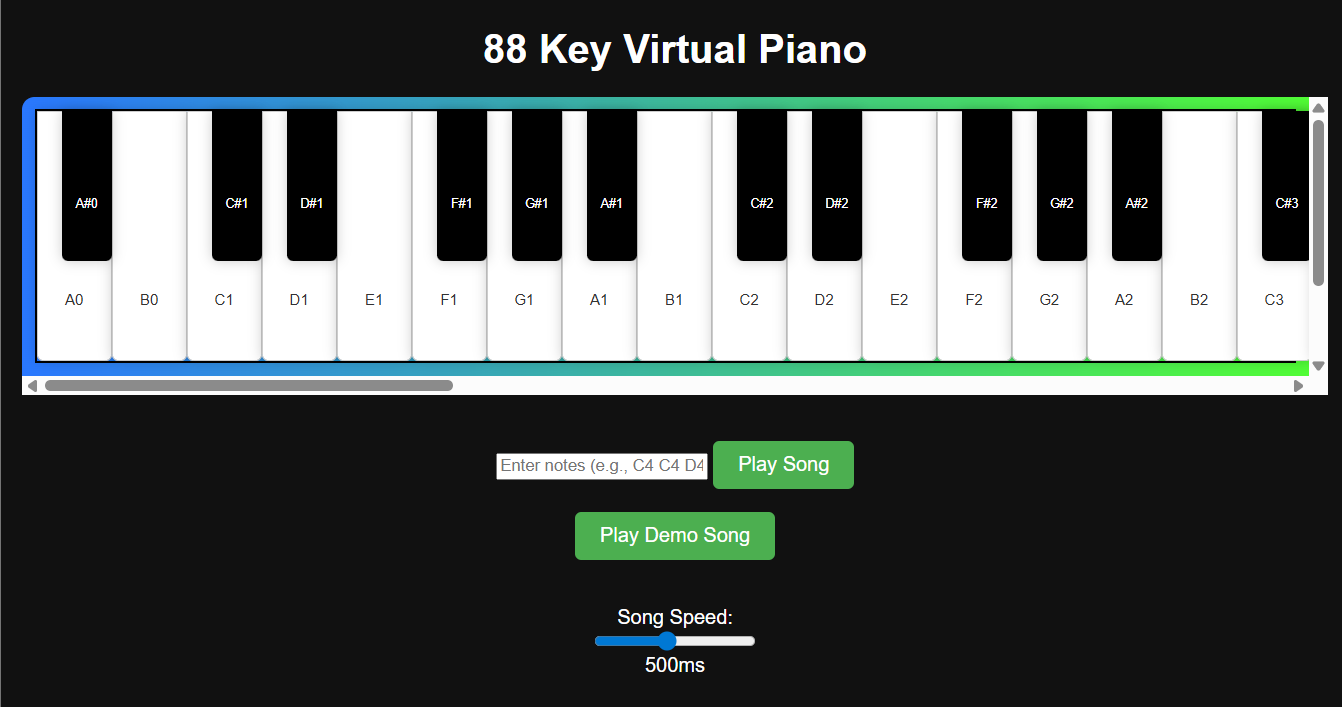 88 Key Virtual Piano
A#0 C#1 D#1 F#1 G#1 A#1 C#2 D#2 F#2 G#2 A#2 C#3
A0 B0 C1 D1 E1 F1 G1 A1 B1 C2 D2 E2 F2 G2 A2 B2 C3
Enter notes (e.g., C4 C4 D4 Play Song
Play Demo Song
Song Speed:
500ms